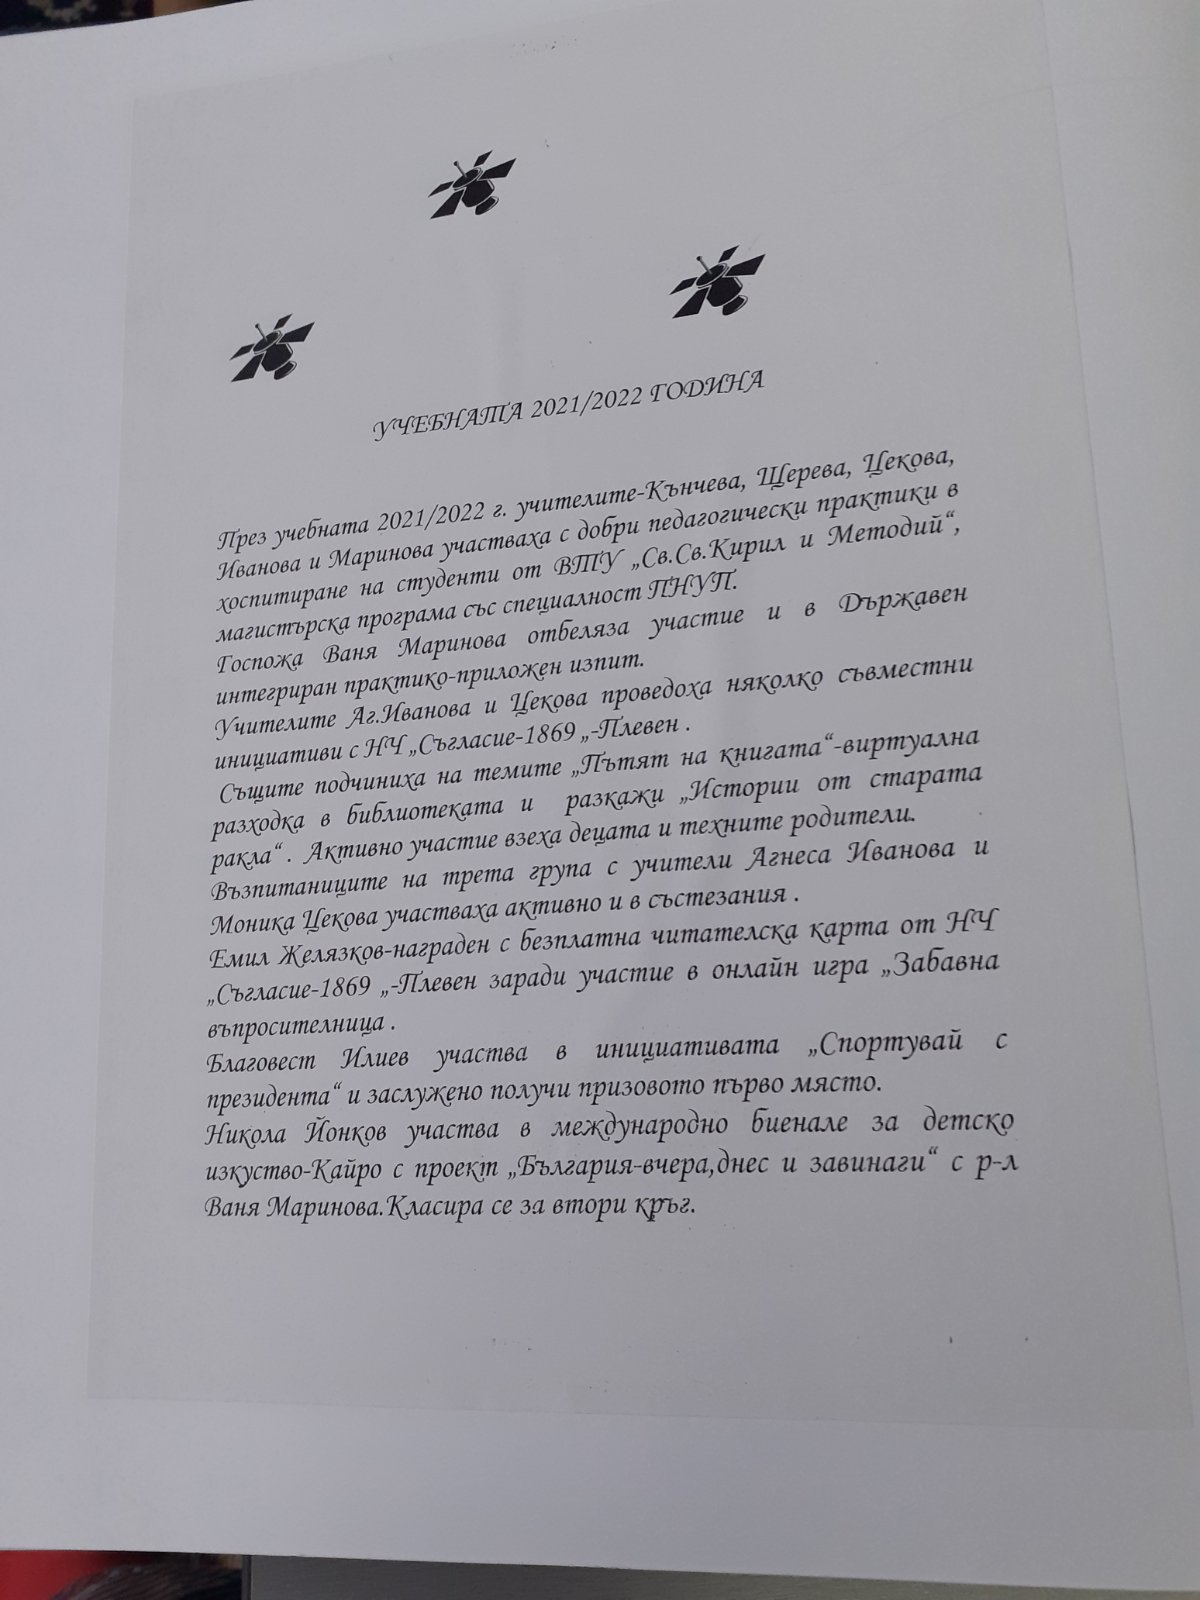 УЧЕБНАТА 2021/2022 ГОДИНА
През учебната 2021/2022 г. учителите-Кънчева, Щерева, Цекова,
Иванова и Маринова участваха с добри педагогически практики в
хоспитиране на студенти от ВТУ „Св.Св.Кирил и Методий“,
магистърска програма със специалност ПНУП.
Госпожа Ваня Маринова отбеляза участие и в Държавен
интегриран практико-приложен изпит.
Учителите Аг.Иванова и Цекова проведоха няколко съвместни
инициативи с НЧ „Съгласие-1869 „-Плевен .
Същите подчиниха на темите „Пътят на книгата“-виртуална
разходка в библиотеката и разкажи „Истории от старата
ракла“ . Активно участие взеха децата и техните родители.
Възпитаниците на трета група с учители Агнеса Иванова и
Моника Цекова участваха активно и в състезания .
Емил Желязков-награден с безплатна читателска карта от НЧ
„Съгласие-1869 „-Плевен заради участие в онлайн игра „Забавна
въпросителница .
Благовест Илиев участва в инициативата „Спортувай с
президента“ и заслужено получи призовото първо място.
Никола Йонков участва в международно биенале за детско
изкуство-Кайро с проект „България-вчера,днес и завинаги“ с р-л
Ваня Маринова.Класира се за втори кръг.